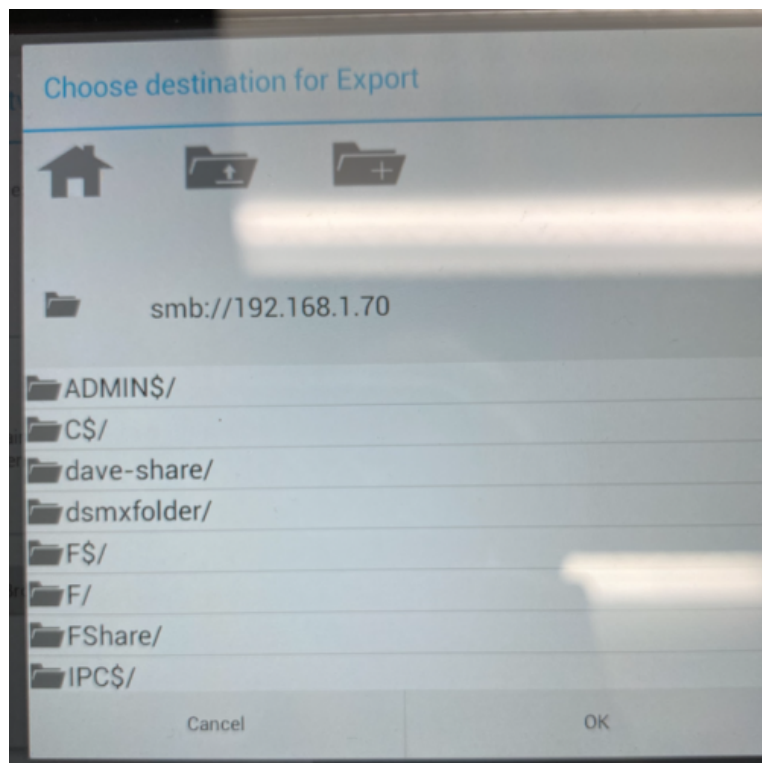 Choose destination for Export
smb://192.168.1.70
ADMIN$/
C$/
dave-share/
dsmxfolder/
F$/
F/
FShare/
IPC$/
Cancel
OK